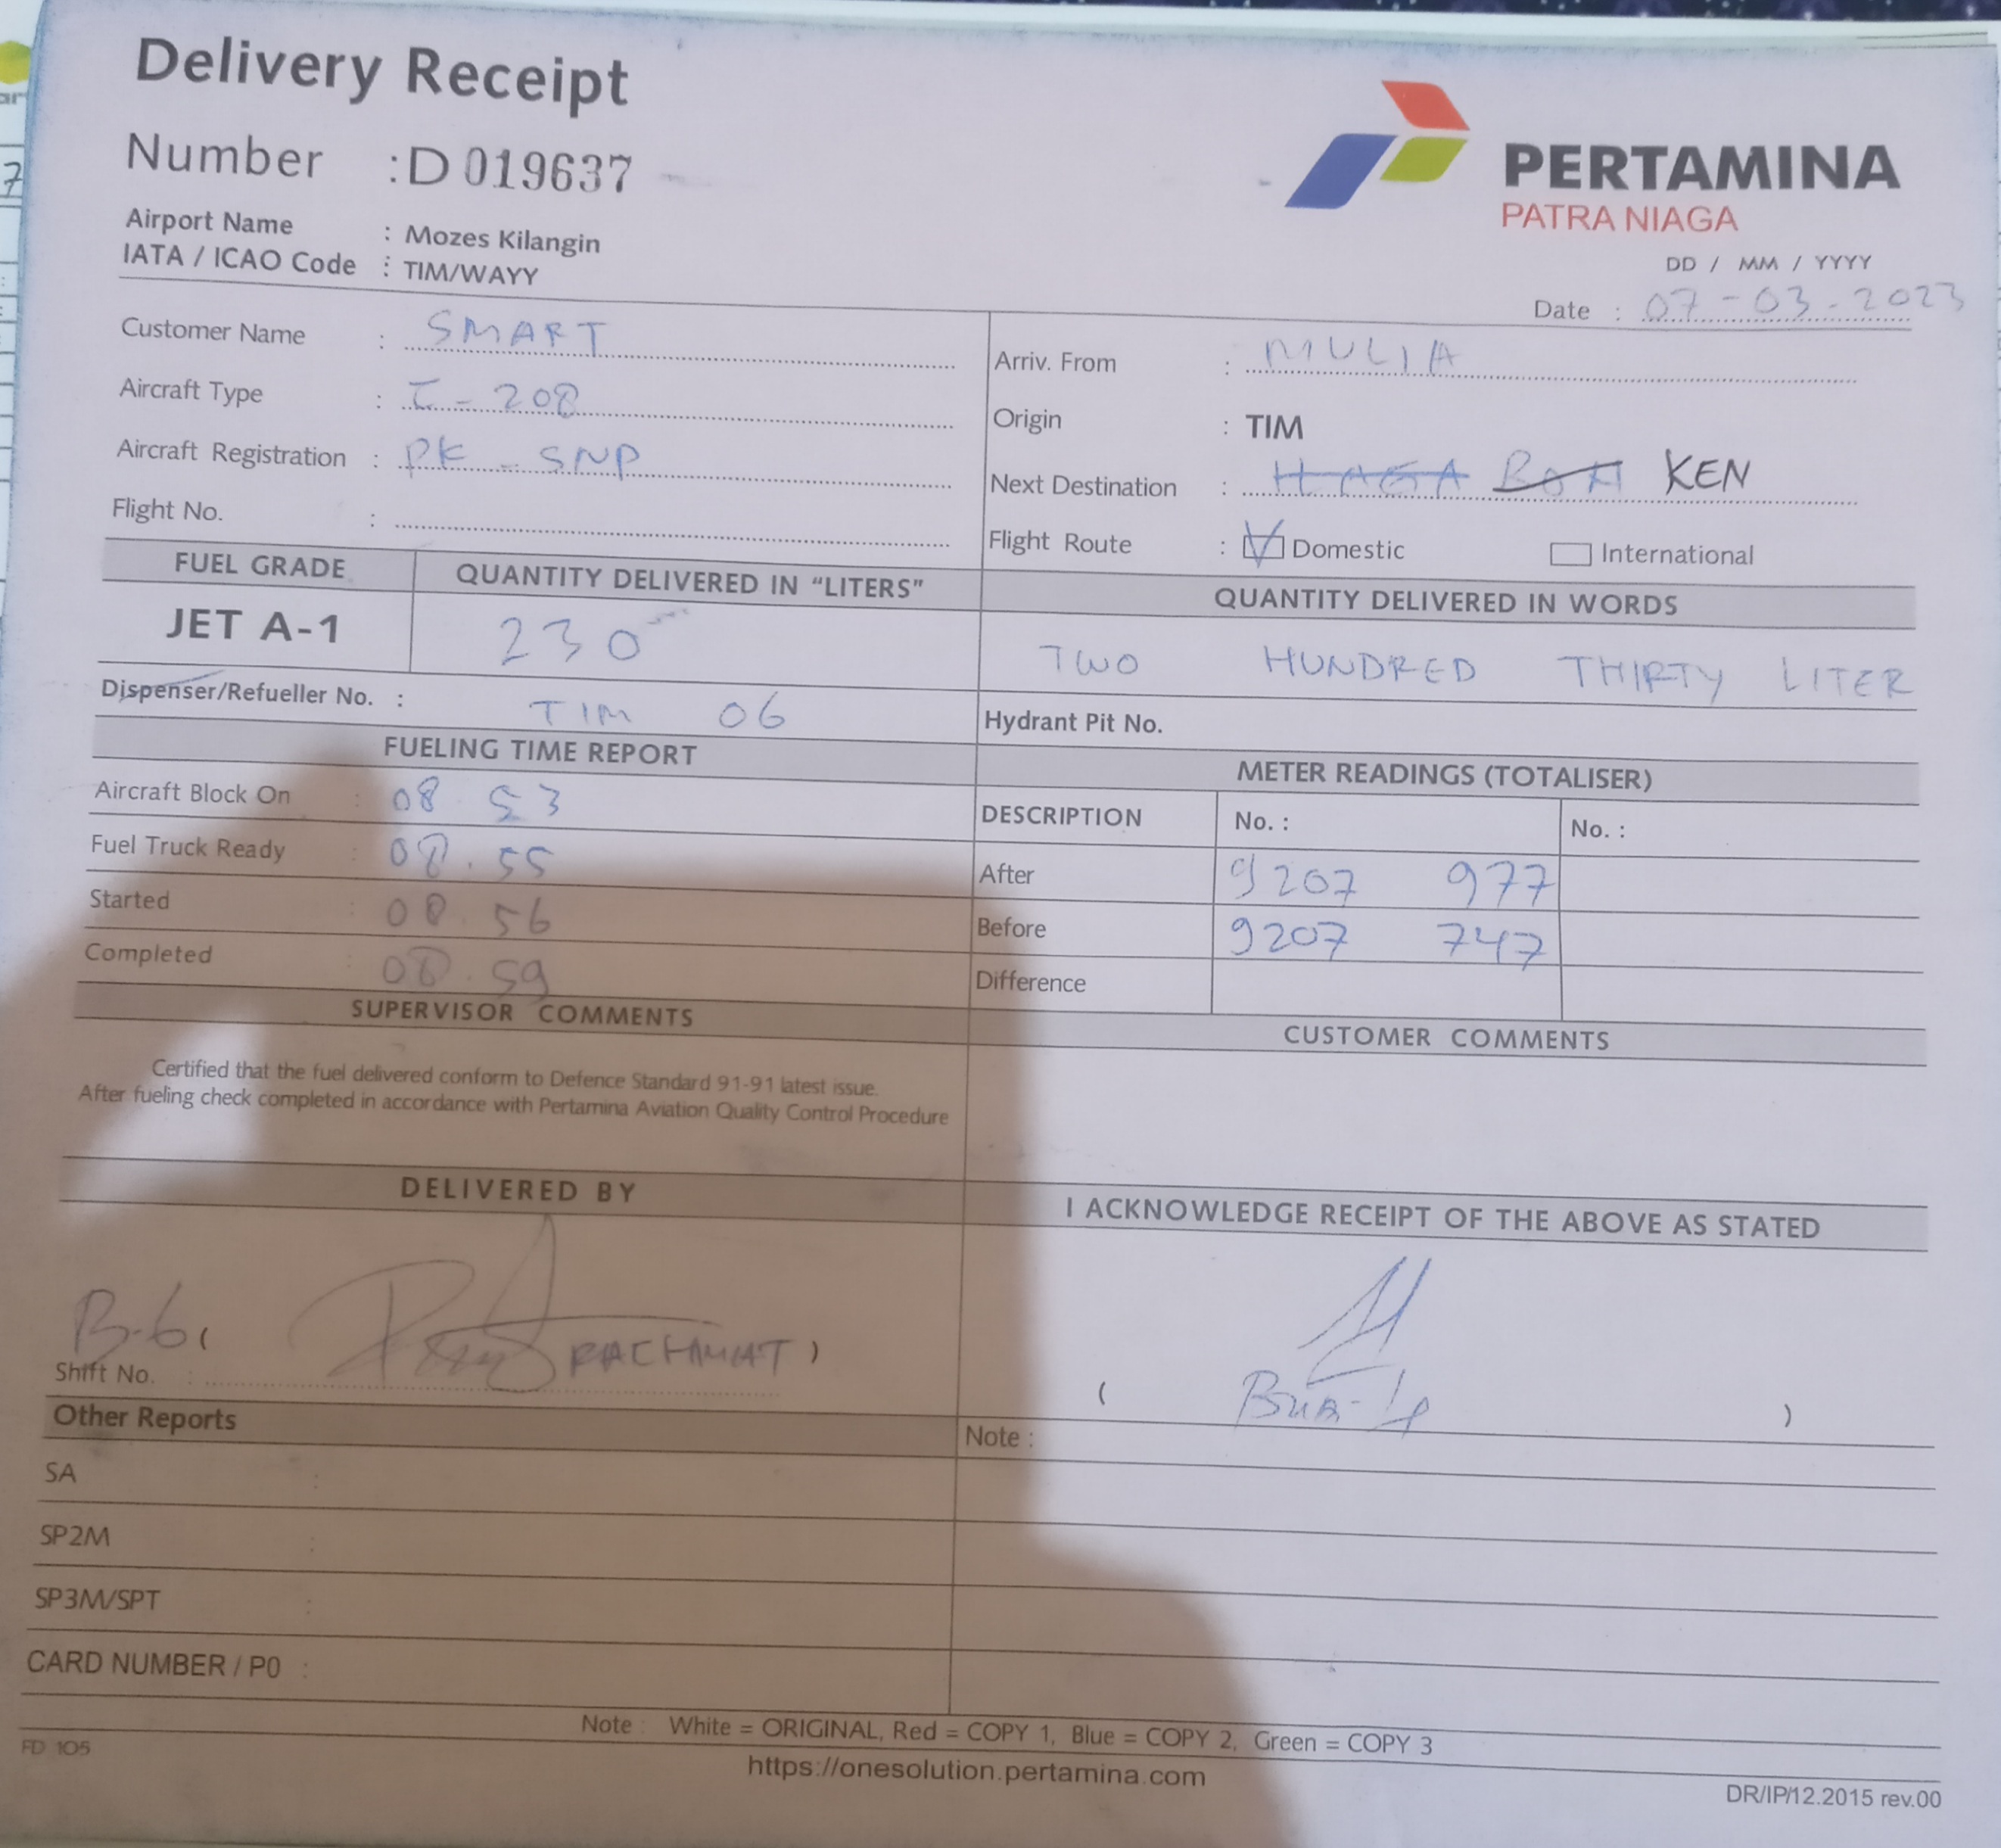 Delivery Receipt
Number : D 019637
Airport Name : Mozes Kilangin
IATA / ICAO Code : TIM/WAYY
PERTAMINA
PATRA NIAGA
DD / MM / YYYY
Date : 07 - 03 - 2023
Customer Name : SMART
Aircraft Type : C - 208
Aircraft Registration : PK - SNP
Flight No. :
Arriv. From : MULIA
Origin : TIM
Next Destination : KEN
Flight Route : Domestic International
FUEL GRADE QUANTITY DELIVERED IN “LITERS” QUANTITY DELIVERED IN WORDS
JET A-1 230 TWO HUNDRED THIRTY LITER
Dispenser/Refueller No. : TIM 06 Hydrant Pit No.
FUELING TIME REPORT
Aircraft Block On : 08 53
Fuel Truck Ready : 08.55
Started : 08.56
Completed : 08.59
METER READINGS (TOTALISER)
DESCRIPTION No. : No. :
After 9207 977
Before 9207 747
Difference
SUPERVISOR COMMENTS
Certified that the fuel delivered conform to Defence Standard 91-91 latest issue.
After fueling check completed in accordance with Pertamina Aviation Quality Control Procedure
CUSTOMER COMMENTS
DELIVERED BY
B-6 ( RACHMAT )
Shift No. :
I ACKNOWLEDGE RECEIPT OF THE ABOVE AS STATED
( )
Other Reports
SA :
SP2M :
SP3M/SPT :
CARD NUMBER / P0 :
Note :
Note : White = ORIGINAL, Red = COPY 1, Blue = COPY 2, Green = COPY 3
FD 105
https://onesolution.pertamina.com
DR/IP/12.2015 rev.00